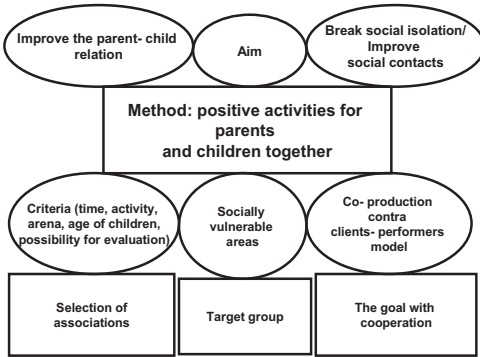 Improve the parent- child
relation
Aim
Break social isolation/
Improve
social contacts
Method: positive activities for
parents
and children together
Criteria (time, activity,
arena, age of children,
possibility for evaluation)
Socially
vulnerable
areas
Co- production
contra
clients- performers
model
Selection of
associations
Target group
The goal with
cooperation